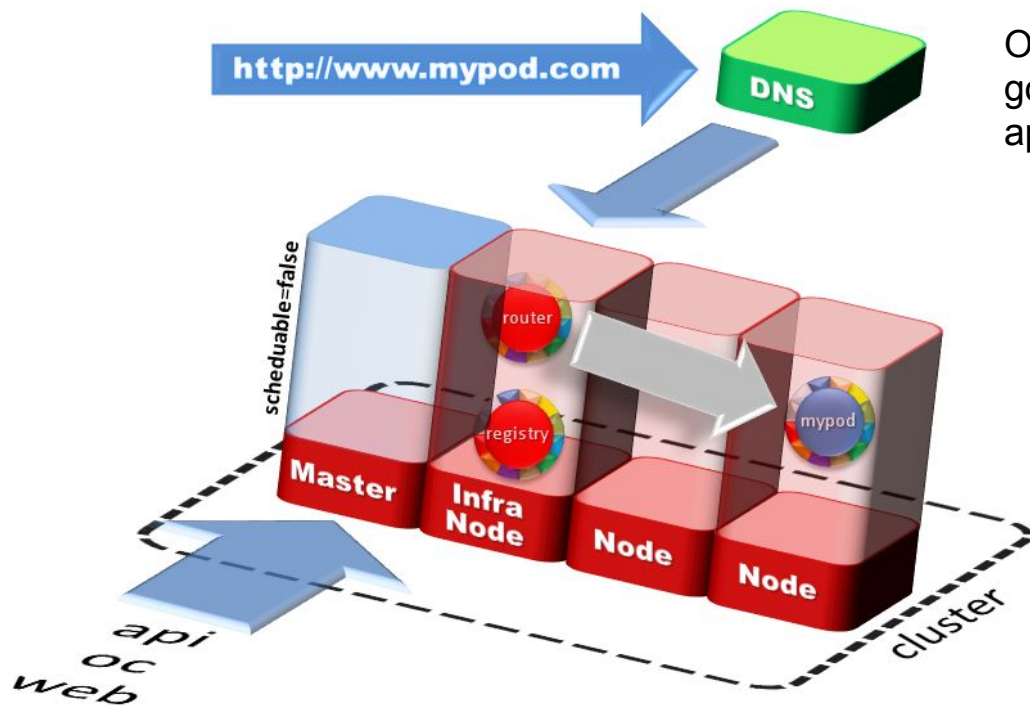 http://www.mypod.com
DNS
scheduable=false
router
registry
mypod
Master
Infra
Node
Node
Node
cluster
api
oc
web